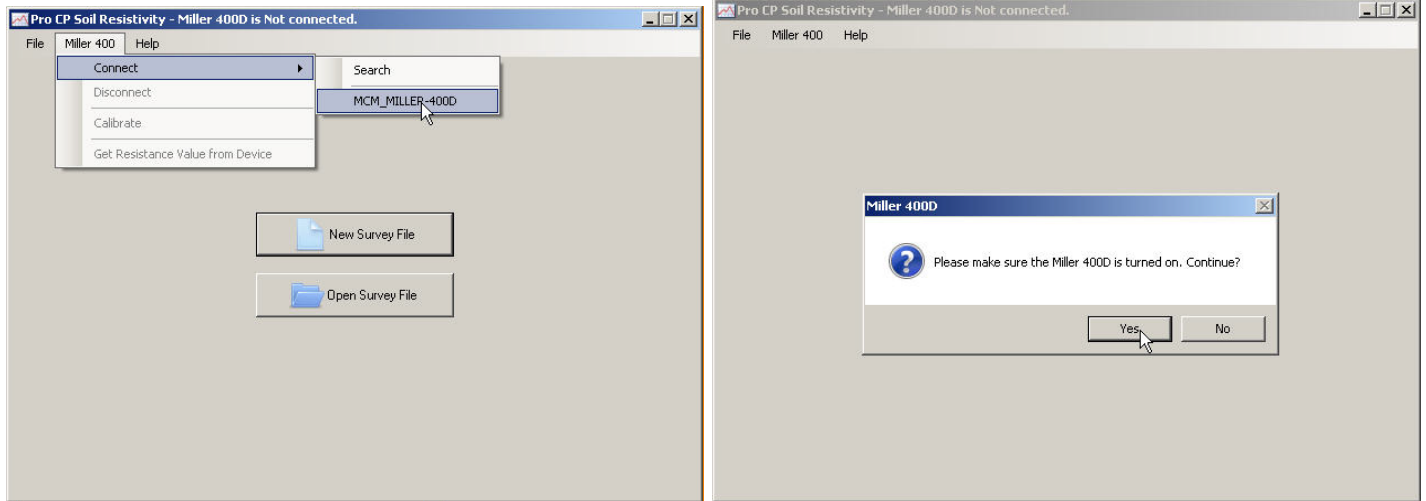 Pro CP Soil Resistivity - Miller 400D is Not connected.
File Miller 400 Help
Connect
Search
Disconnect
MCM_MILLER-400D
Calibrate
Get Resistance Value from Device
New Survey File
Open Survey File
Pro CP Soil Resistivity - Miller 400D is Not connected.
File Miller 400 Help
Miller 400D
Please make sure the Miller 400D is turned on. Continue?
Yes No